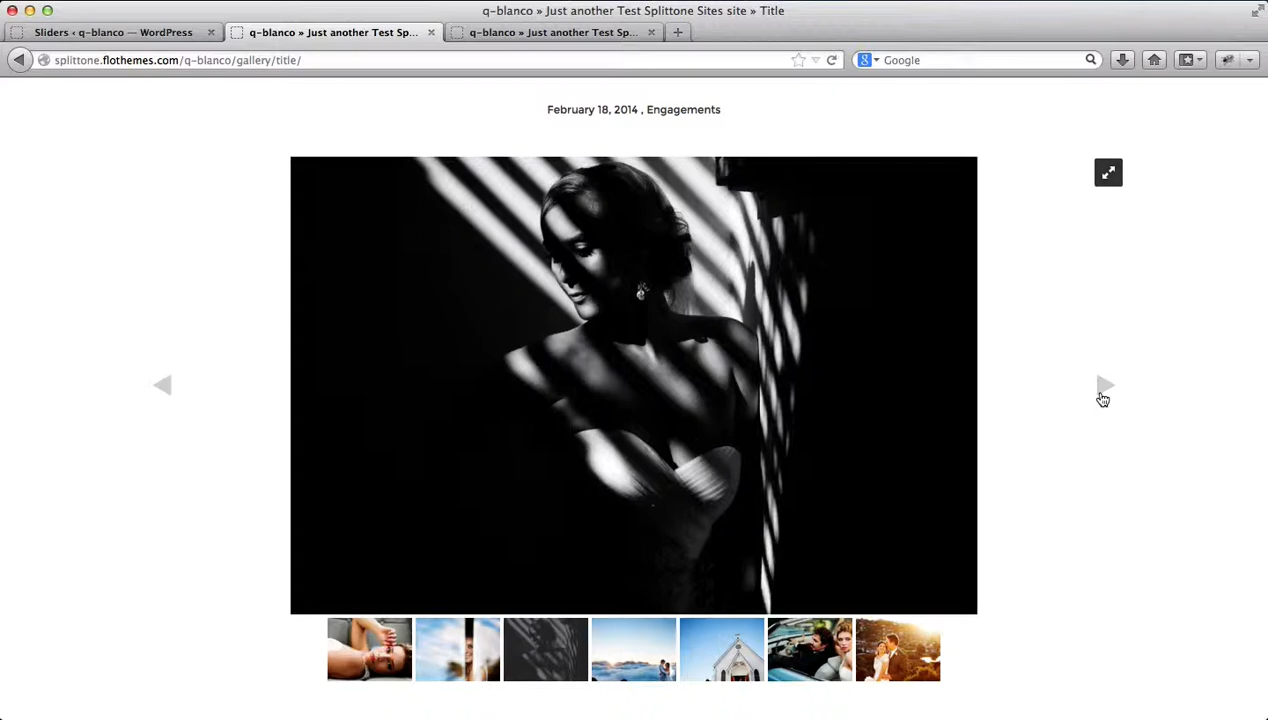 q-blanco » Just another Test Splittone Sites site » Title
Sliders ‹ q-blanco — WordPress
q-blanco » Just another Test Sp...
q-blanco » Just another Test Sp...
splittone.flothemes.com/q-blanco/gallery/title/
Google
February 18, 2014 , Engagements